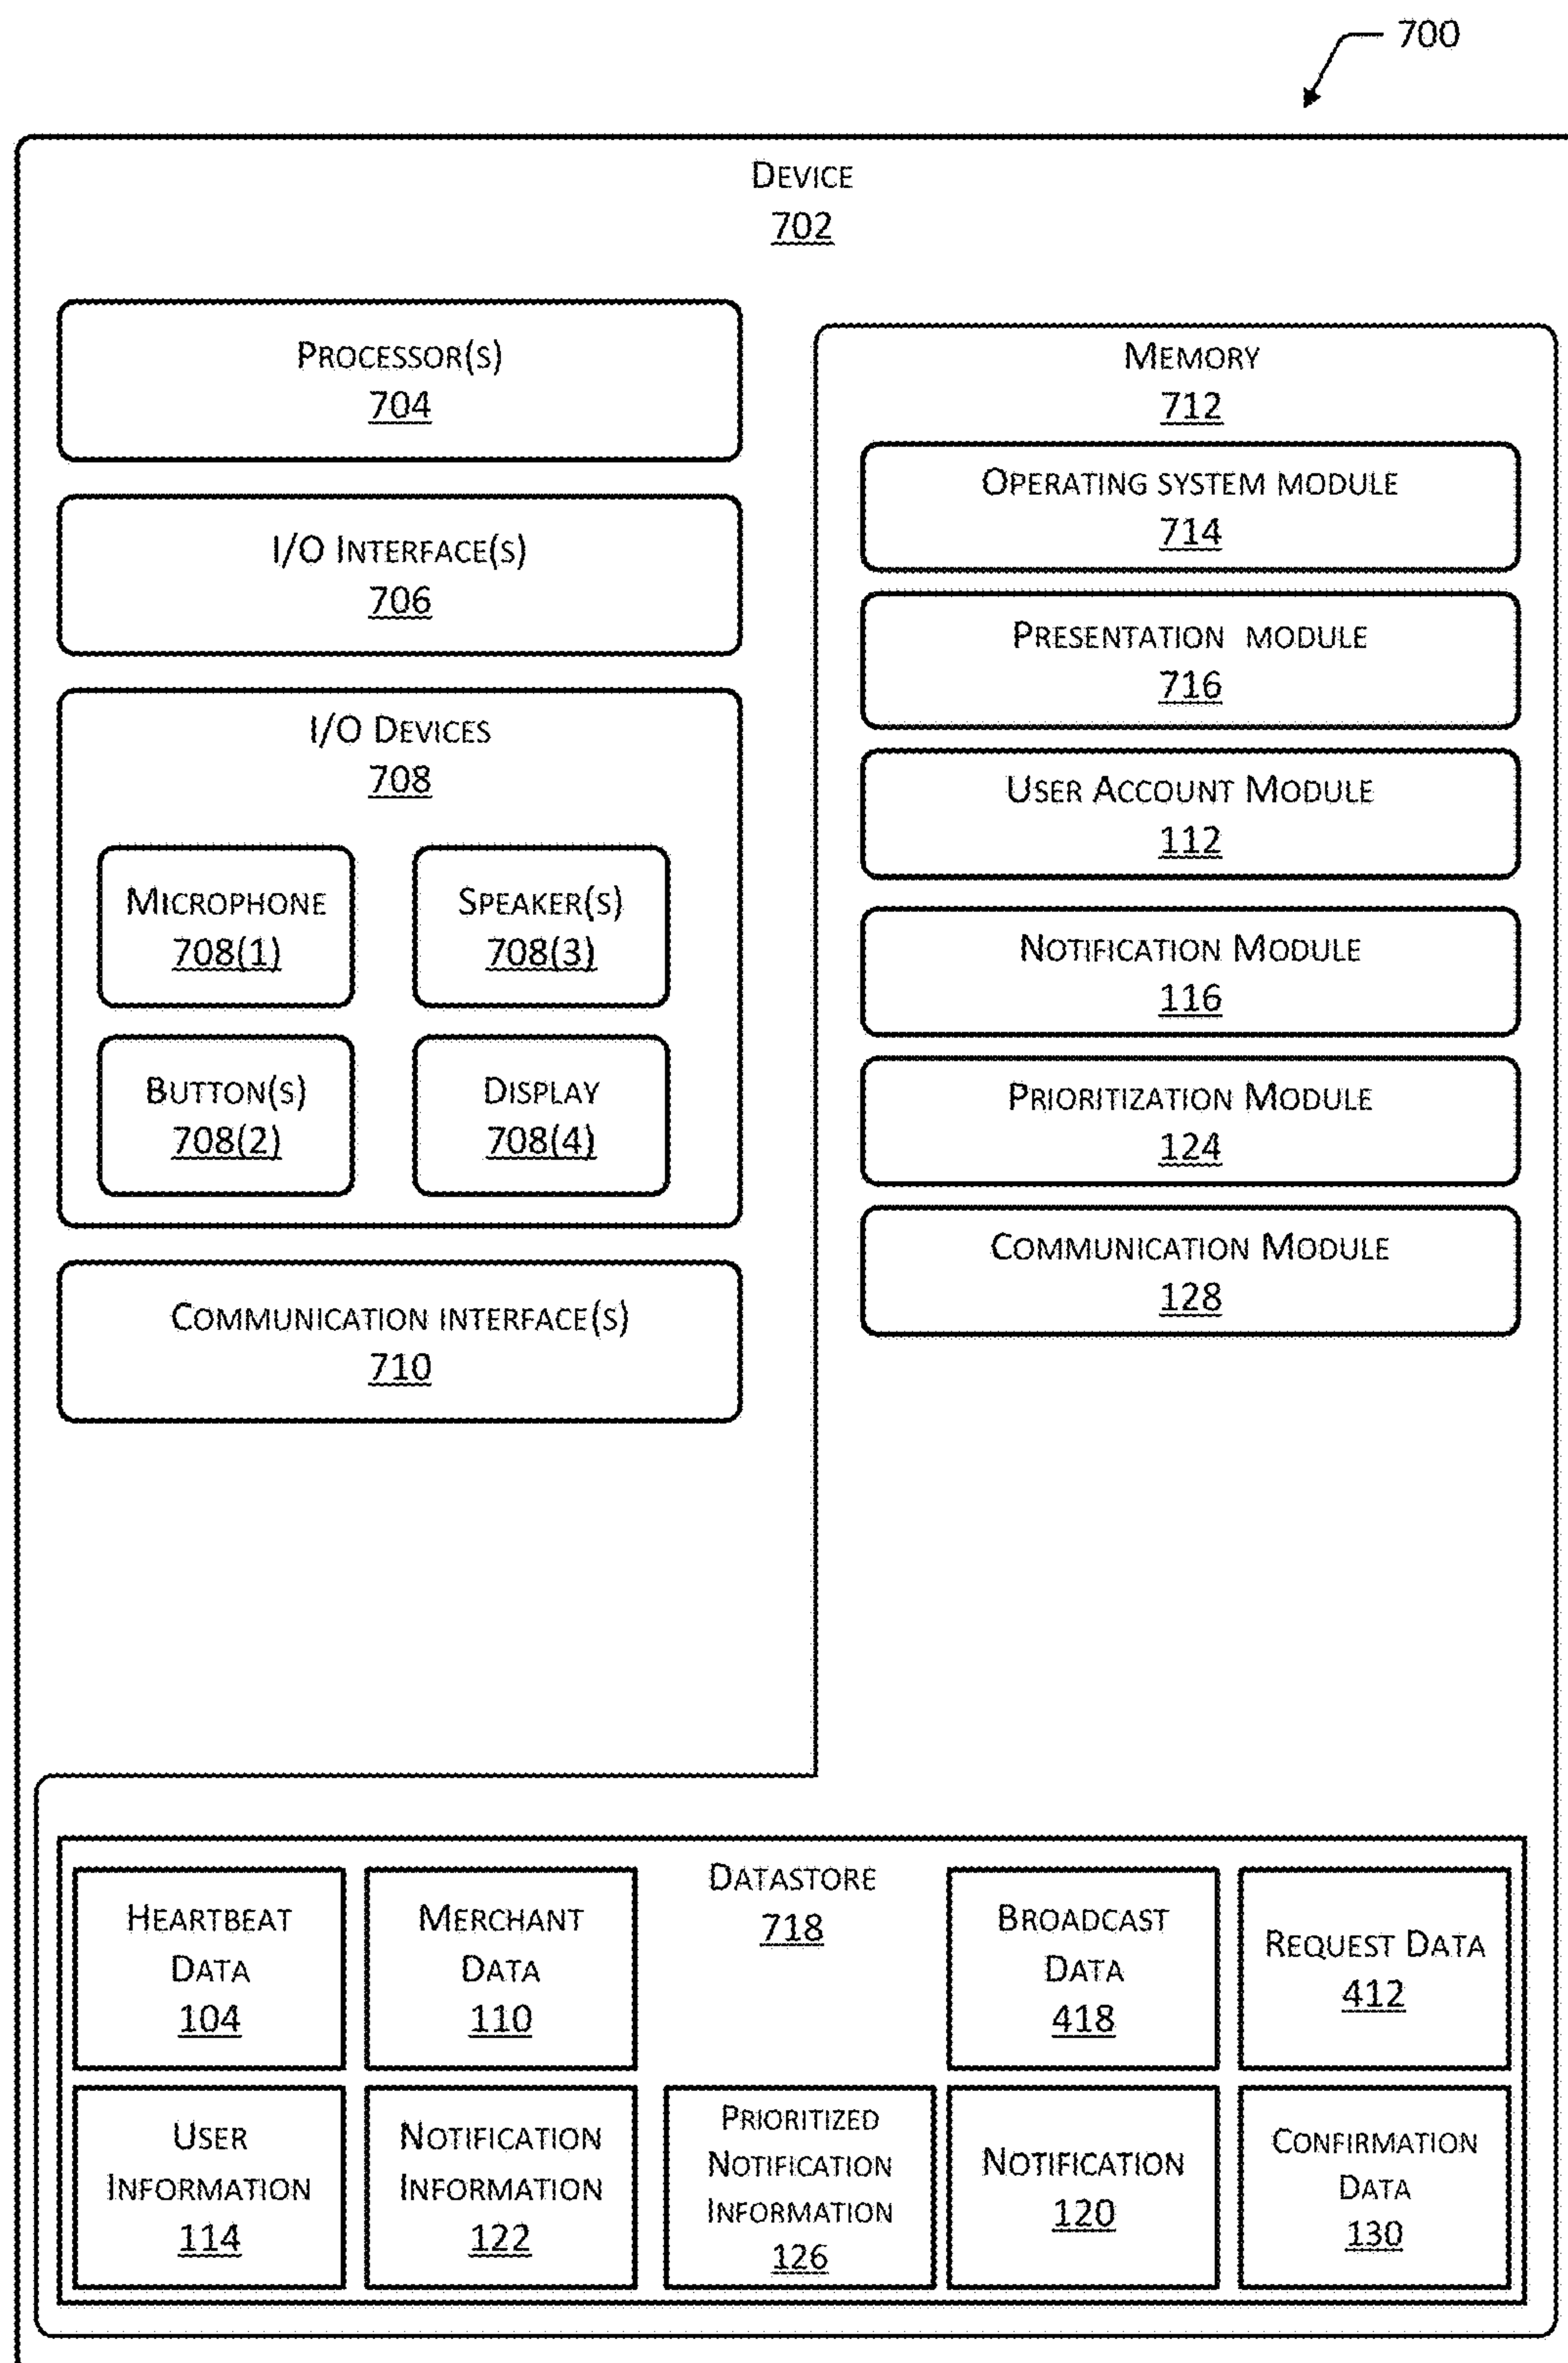 700
DEVICE
702
PROCESSOR(S)
704
I/O INTERFACE(S)
706
I/O DEVICES
708
MICROPHONE
708(1)
SPEAKER(S)
708(3)
BUTTON(S)
708(2)
DISPLAY
708(4)
COMMUNICATION INTERFACE(S)
710
MEMORY
712
OPERATING SYSTEM MODULE
714
PRESENTATION MODULE
716
USER ACCOUNT MODULE
112
NOTIFICATION MODULE
116
PRIORITIZATION MODULE
124
COMMUNICATION MODULE
128
DATASTORE
718
HEARTBEAT
DATA
104
MERCHANT
DATA
110
BROADCAST
DATA
418
REQUEST DATA
412
USER
INFORMATION
114
NOTIFICATION
INFORMATION
122
PRIORITIZED
NOTIFICATION
INFORMATION
126
NOTIFICATION
120
CONFIRMATION
DATA
130